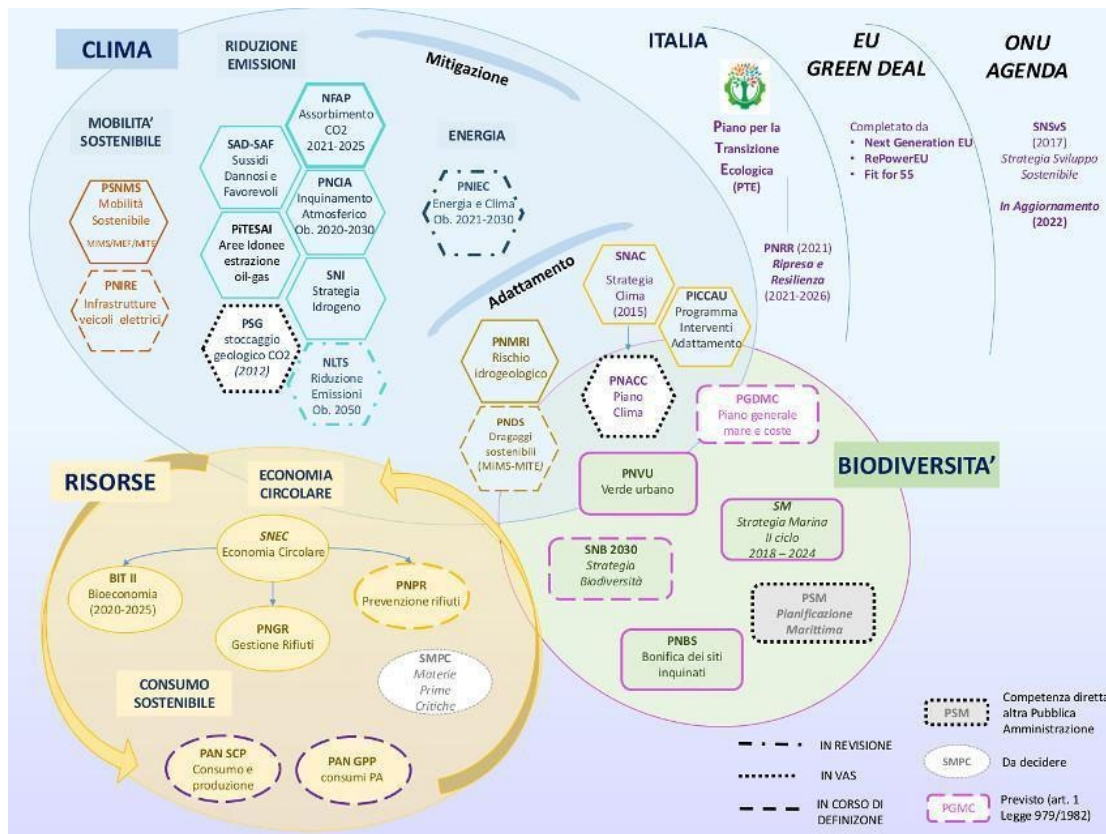 CLIMA
RIDUZIONE
EMISSIONI
Mitigazione
ITALIA
EU
GREEN DEAL
ONU
AGENDA
MOBILITA’
SOSTENIBILE
PSNMS
Mobilità
Sostenibile
MIMS/MEF/MITE
PNIRE
Infrastrutture
veicoli elettrici
NFAP
Assorbimento
CO2
2021-2025
SAD-SAF
Sussidi
Dannosi e
Favorevoli
PNCIA
Inquinamento
Atmosferico
Ob. 2020-2030
PiTESAI
Aree Idonee
estrazione
oil-gas
SNI
Strategia
Idrogeno
PSG
stoccaggio
geologico CO2
(2012)
NLTS
Riduzione
Emissioni
Ob. 2050
ENERGIA
PNIEC
Energia e Clima
Ob. 2021-2030
Adattamento
SNAC
Strategia
Clima
(2015)
PICCAU
Programma
Interventi
Adattamento
PNMRI
Rischio
idrogeologico
PNACC
Piano
Clima
PNDS
Dragaggi
sostenibili
(MiMS-MITE)
Piano per la
Transizione
Ecologica
(PTE)
PNRR (2021)
Ripresa e
Resilienza
(2021-2026)
Completato da
• Next Generation EU
• RePowerEU
• Fit for 55
SNSvS
(2017)
Strategia Sviluppo
Sostenibile
In Aggiornamento
(2022)
PGDMC
Piano generale
mare e coste
BIODIVERSITA’
PNVU
Verde urbano
SM
Strategia Marina
II ciclo
2018 – 2024
SNB 2030
Strategia
Biodiversità
PSM
Pianificazione
Marittima
PNBS
Bonifica dei siti
inquinati
RISORSE
ECONOMIA
CIRCOLARE
SNEC
Economia Circolare
BIT II
Bioeconomia
(2020-2025)
PNPR
Prevenzione rifiuti
PNGR
Gestione Rifiuti
SMPC
Materie
Prime
Critiche
CONSUMO
SOSTENIBILE
PAN SCP
Consumo e
produzione
PAN GPP
consumi PA
IN REVISIONE
IN VAS
IN CORSO DI
DEFINIZONE
PSM
Competenza diretta
altra Pubblica
Amministrazione
SMPC
Da decidere
PGMC
Previsto (art. 1
Legge 979/1982)